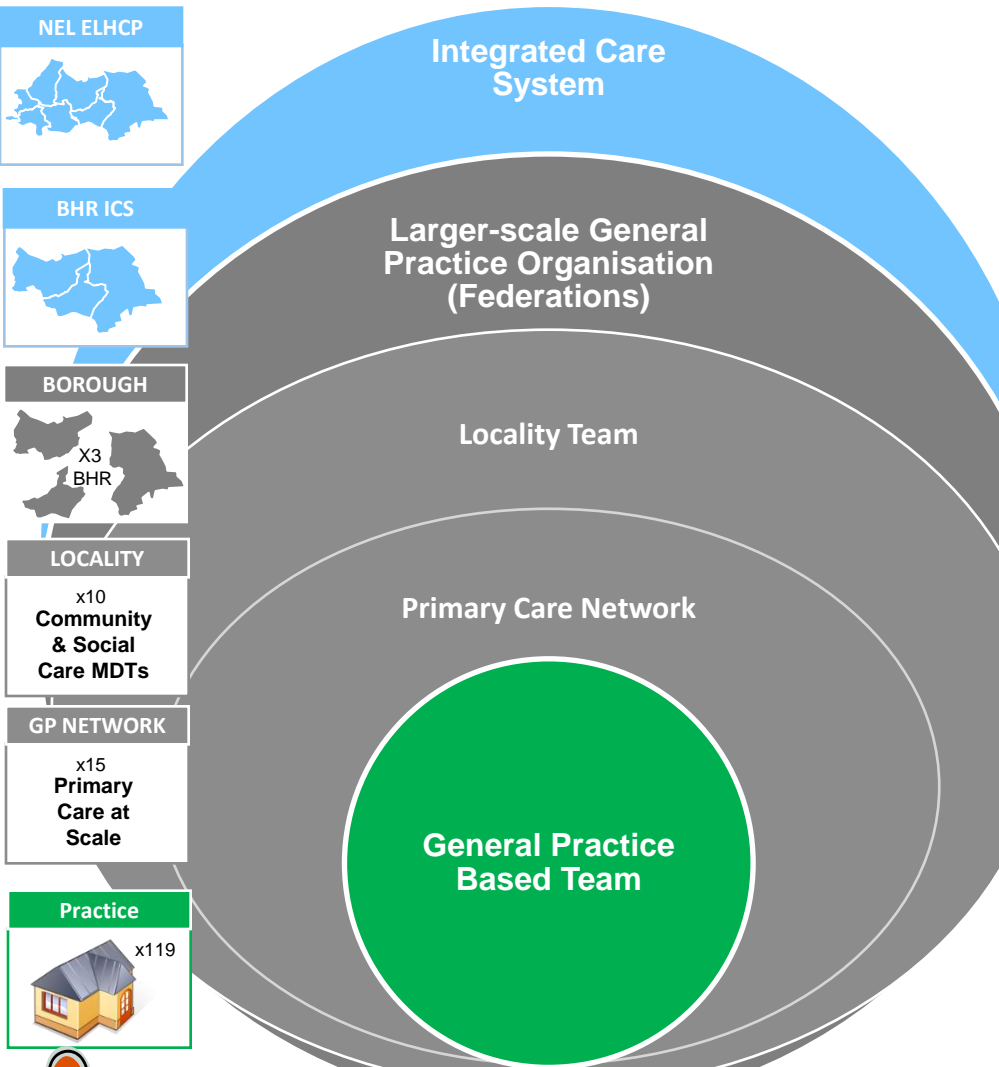 NEL ELHCP
BHR ICS
BOROUGH
X3
BHR
LOCALITY
x10
Community
& Social
Care MDTs
GP NETWORK
x15
Primary
Care at
Scale
Practice
x119
Integrated Care
System
Larger-scale General
Practice Organisation
(Federations)
Locality Team
Primary Care Network
General Practice
Based Team